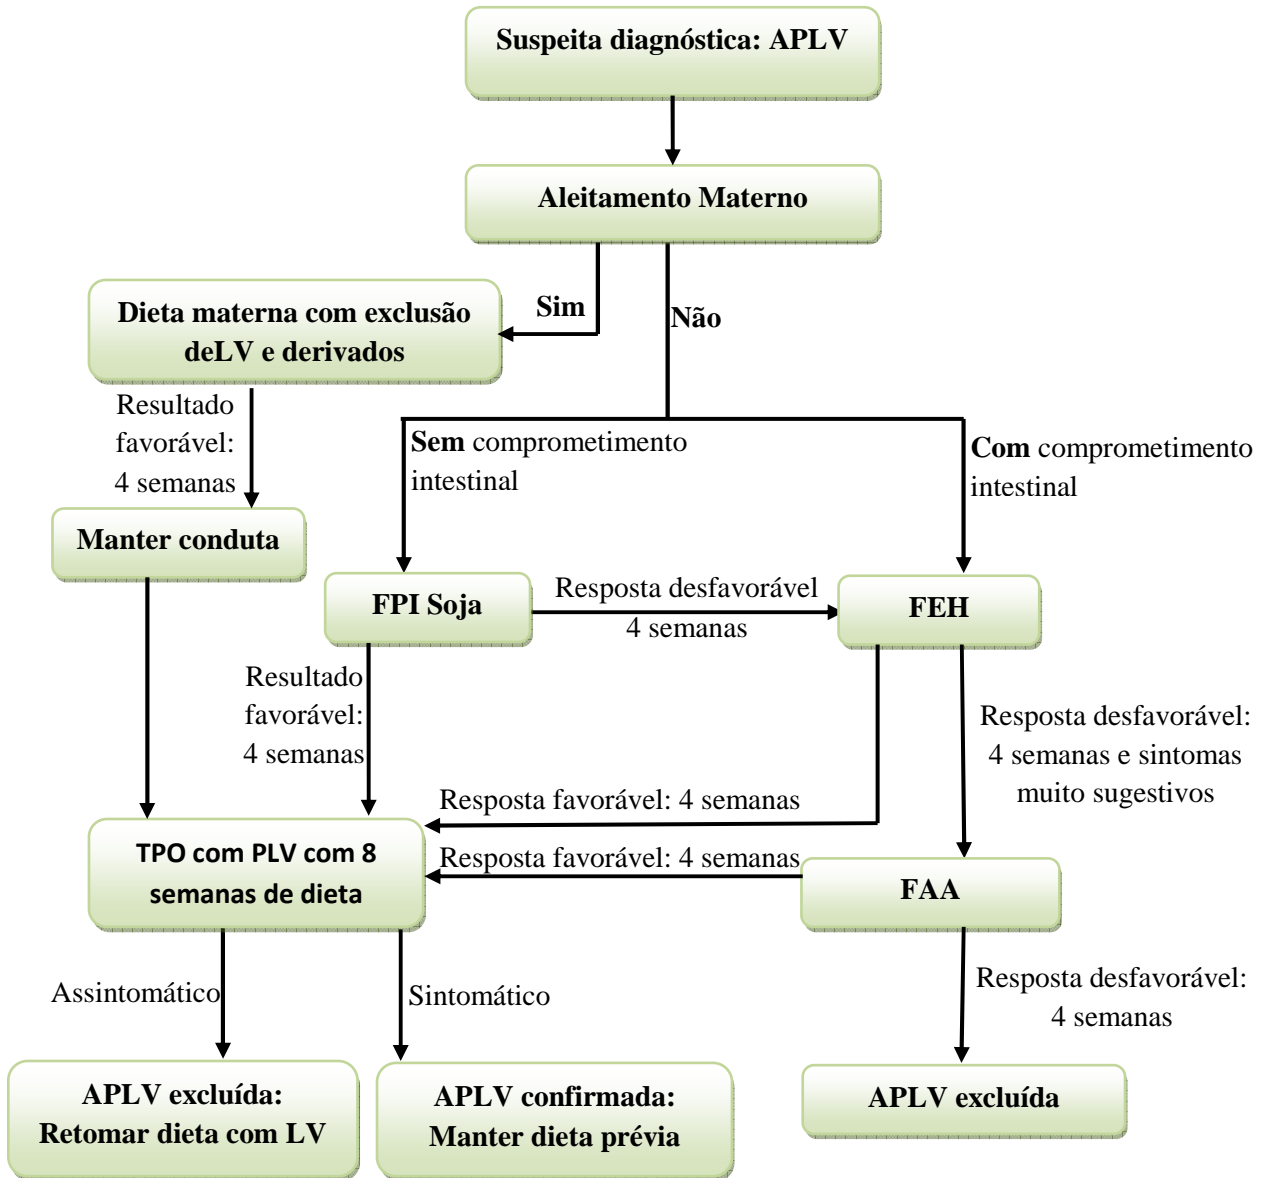 Suspeita diagnóstica: APLV
Aleitamento Materno
Sim
Não
Dieta materna com exclusão
deLV e derivados
Resultado
favorável:
4 semanas
Sem comprometimento
intestinal
Com comprometimento
intestinal
Manter conduta
FPI Soja
Resposta desfavorável
4 semanas
FEH
Resultado
favorável:
4 semanas
Resposta desfavorável:
4 semanas e sintomas
muito sugestivos
Resposta favorável: 4 semanas
TPO com PLV com 8
semanas de dieta
Resposta favorável: 4 semanas
FAA
Assintomático
Sintomático
Resposta desfavorável:
4 semanas
APLV excluída:
Retomar dieta com LV
APLV confirmada:
Manter dieta prévia
APLV excluída